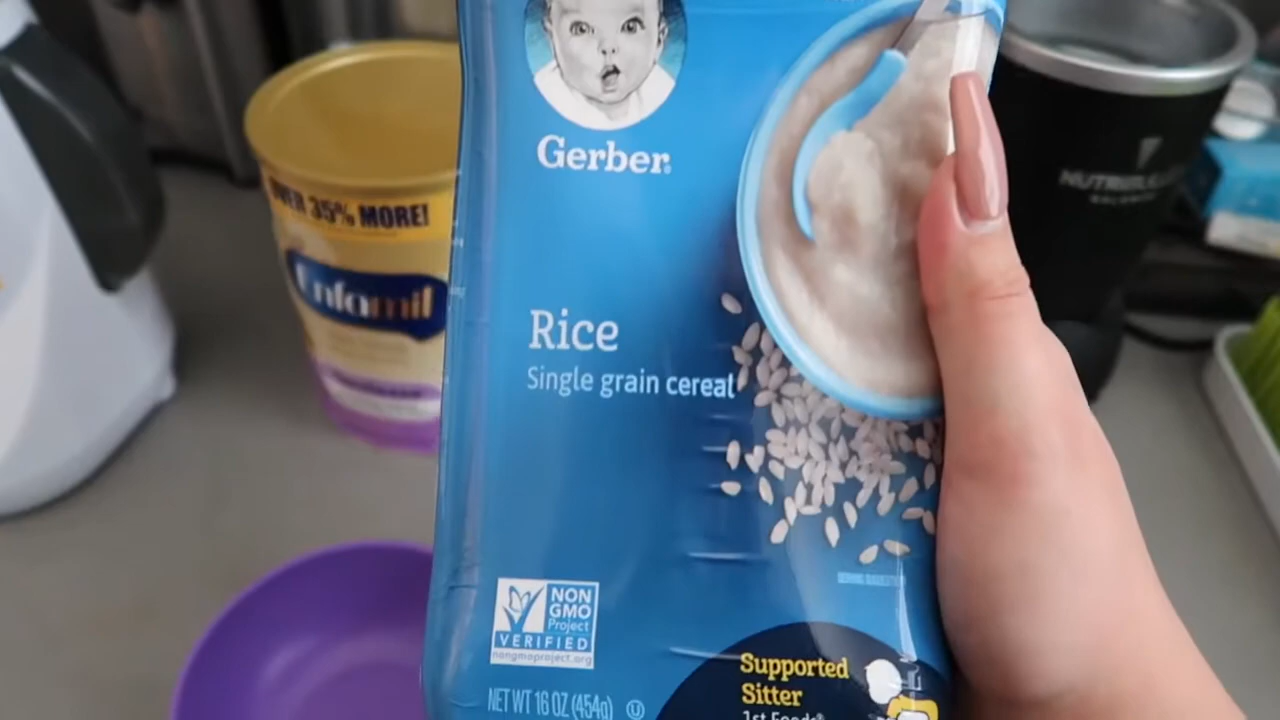 OVER 35% MORE!
Enfamil
Gerber®
Rice
Single grain cereal
NON
GMO
Project
VERIFIED
nongmoproject.org
NET WT 16 OZ (454g)
Supported
Sitter
1st Foods®